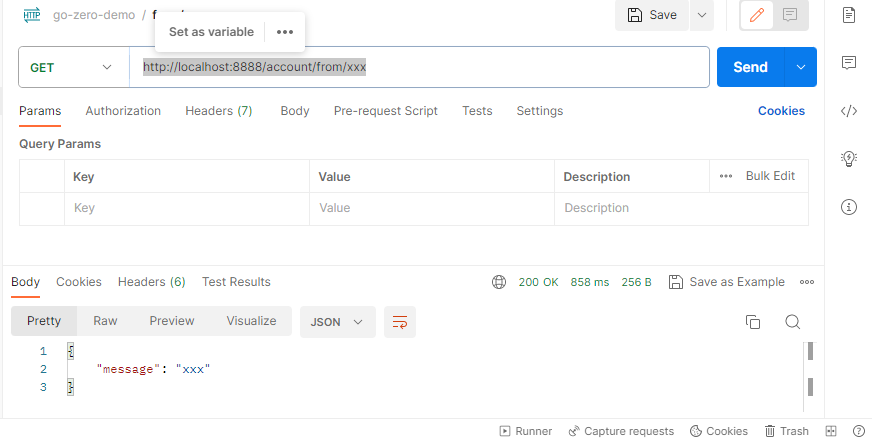 HTTP go-zero-demo /
Set as variable
Save
GET http://localhost:8888/account/from/xxx Send
Params Authorization Headers (7) Body Pre-request Script Tests Settings Cookies
Query Params
Key Value Description Bulk Edit
Key Value Description
Body Cookies Headers (6) Test Results 200 OK 858 ms 256 B Save as Example
Pretty Raw Preview Visualize JSON
1 {
2 "message": "xxx"
3 }
Runner Capture requests Cookies Trash